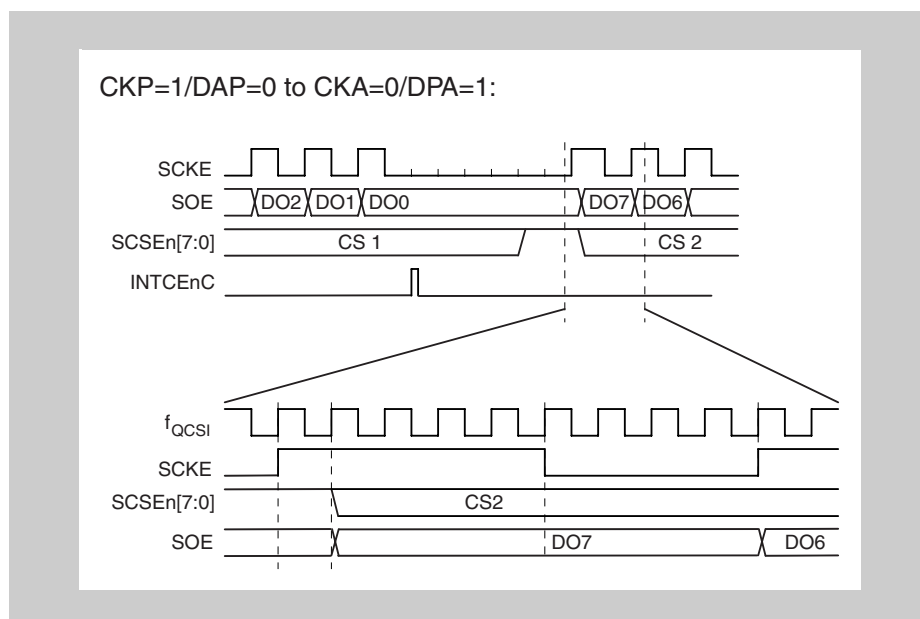 CKP=1/DAP=0 to CKA=0/DPA=1:
SCKE
SOE DO2 DO1 DO0 DO7 DO6
SCSEn[7:0] CS 1 CS 2
INTCEnC
fQCSI
SCKE
SCSEn[7:0] CS2
SOE DO7 DO6